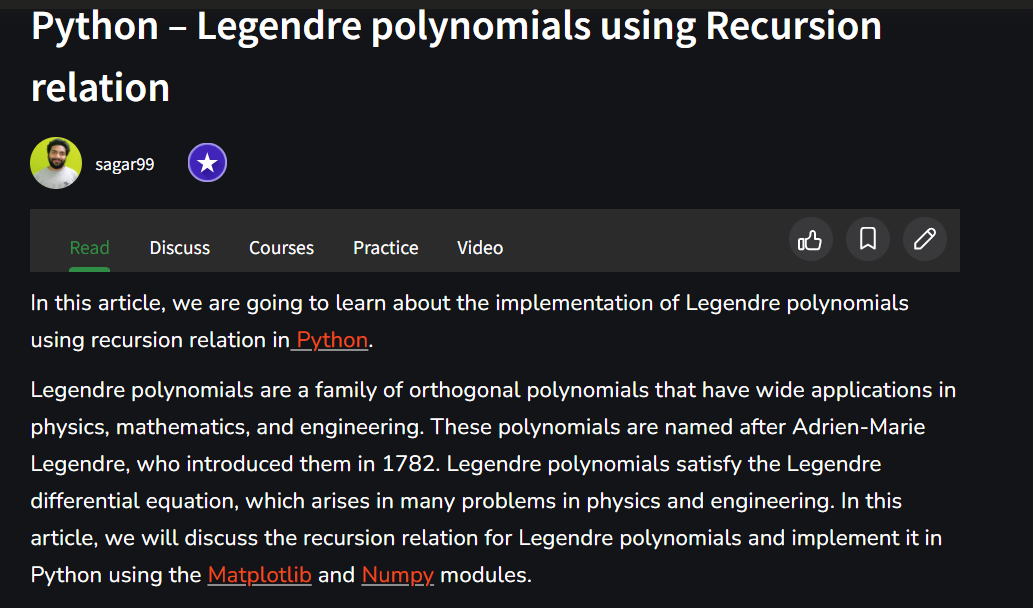 Python – Legendre polynomials using Recursion
relation
sagar99
Read Discuss Courses Practice Video
In this article, we are going to learn about the implementation of Legendre polynomials
using recursion relation in Python.
Legendre polynomials are a family of orthogonal polynomials that have wide applications in
physics, mathematics, and engineering. These polynomials are named after Adrien-Marie
Legendre, who introduced them in 1782. Legendre polynomials satisfy the Legendre
differential equation, which arises in many problems in physics and engineering. In this
article, we will discuss the recursion relation for Legendre polynomials and implement it in
Python using the Matplotlib and Numpy modules.